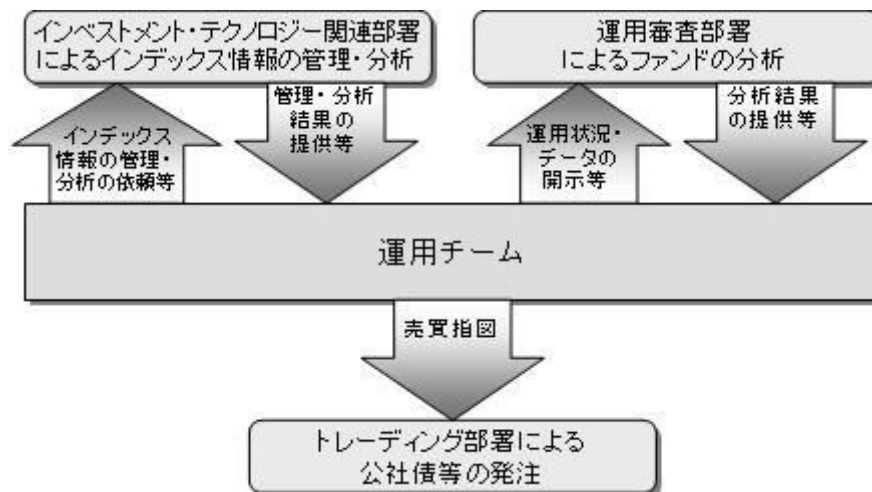 インベストメント・テクノロジー関連部署
によるインデックス情報の管理・分析
運用審査部署
によるファンドの分析
インデックス
情報の管理・
分析の依頼等
管理・分析
結果の
提供等
運用状況・
データの
開示等
分析結果
の提供等
運用チーム
売買指図
トレーディング部署による
公社債等の発注